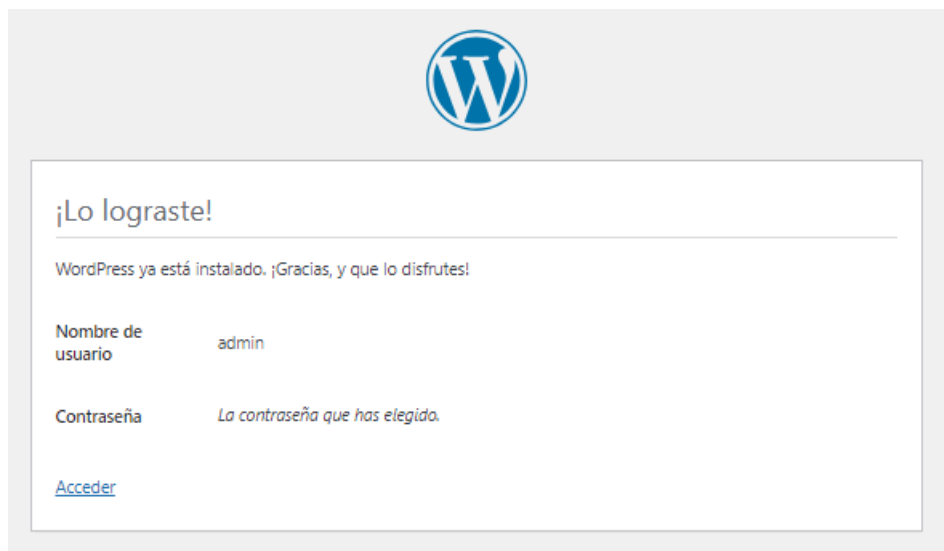 ¡Lo lograste!
WordPress ya está instalado. ¡Gracias, y que lo disfrutes!
Nombre de
usuario
admin
Contraseña
La contraseña que has elegido.
Acceder